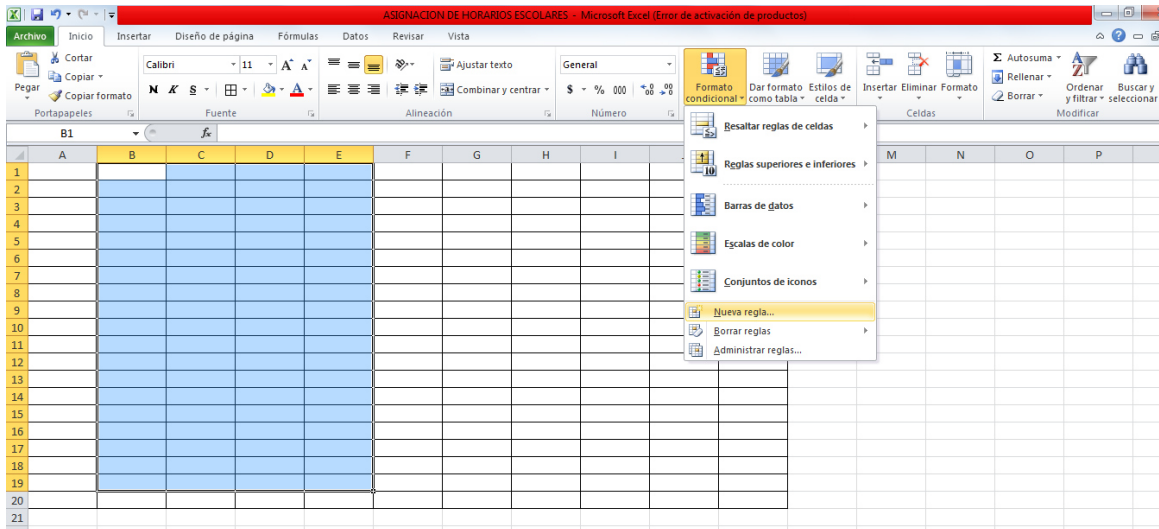 ASIGNACION DE HORARIOS ESCOLARES - Microsoft Excel (Error de activación de productos)
Archivo Inicio Insertar Diseño de página Fórmulas Datos Revisar Vista
Pegar
Cortar
Copiar
Copiar formato
Portapapeles
Calibri 11 A A
N K S A
Fuente
Ajustar texto
Combinar y centrar
Alineación
General
$ % 000
Número
Formato condicional
Dar formato como tabla
Estilos de celda
Insertar Eliminar Formato
Celdas
Σ Autosuma
Rellenar
Borrar
Ordenar y filtrar
Buscar y seleccionar
Modificar
B1 fx
A B C D E F G H I M N O P
1
2
3
4
5
6
7
8
9
10
11
12
13
14
15
16
17
18
19
20
21
Resaltar reglas de celdas
Reglas superiores e inferiores
Barras de datos
Escalas de color
Conjuntos de iconos
Nueva regla...
Borrar reglas
Administrar reglas...